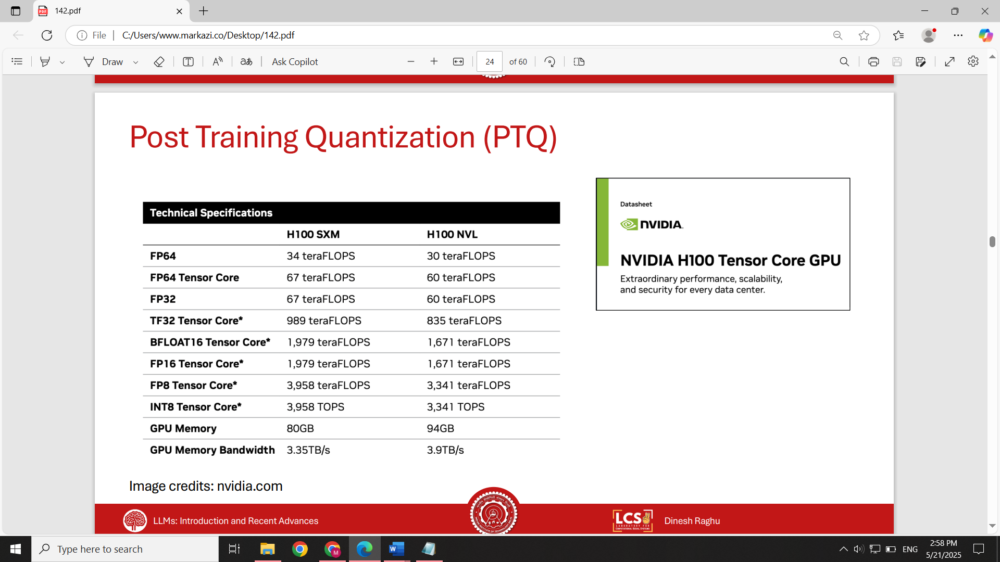 142.pdf
File
C:/Users/www.markazi.co/Desktop/142.pdf
Draw
Ask Copilot
24 of 60
Post Training Quantization (PTQ)
Technical Specifications
H100 SXM H100 NVL
FP64 34 teraFLOPS 30 teraFLOPS
FP64 Tensor Core 67 teraFLOPS 60 teraFLOPS
FP32 67 teraFLOPS 60 teraFLOPS
TF32 Tensor Core* 989 teraFLOPS 835 teraFLOPS
BFLOAT16 Tensor Core* 1,979 teraFLOPS 1,671 teraFLOPS
FP16 Tensor Core* 1,979 teraFLOPS 1,671 teraFLOPS
FP8 Tensor Core* 3,958 teraFLOPS 3,341 teraFLOPS
INT8 Tensor Core* 3,958 TOPS 3,341 TOPS
GPU Memory 80GB 94GB
GPU Memory Bandwidth 3.35TB/s 3.9TB/s
Datasheet
NVIDIA.
NVIDIA H100 Tensor Core GPU
Extraordinary performance, scalability,
and security for every data center.
Image credits: nvidia.com
LLMs: Introduction and Recent Advances
LCS
LABORATORY FOR
COMPUTATIONAL SOCIAL SYSTEMS
Dinesh Raghu
Type here to search
ENG
2:58 PM
5/21/2025